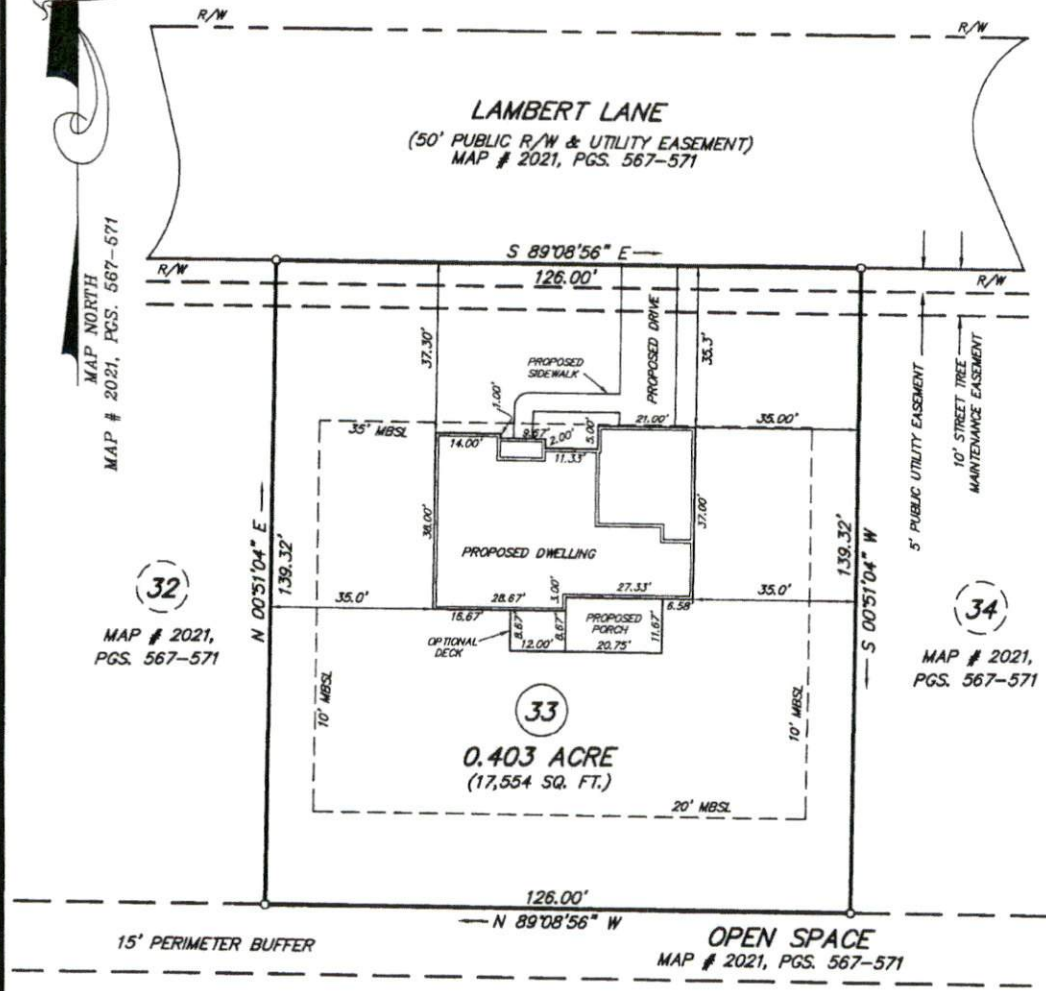 R/W
R/W
LAMBERT LANE
(50' PUBLIC R/W & UTILITY EASEMENT)
MAP # 2021, PGS. 567-571
MAP NORTH
MAP # 2021, PGS. 567-571
S 89°08'56" E
R/W
126.00'
R/W
37.30'
PROPOSED DRIVE
35.3'
PROPOSED
SIDEWALK
1.00'
5' PUBLIC UTILITY EASEMENT
10' STREET TREE
MAINTENANCE EASEMENT
35' MBSL
14.00'
9.67'
2.00'
5.00'
21.00'
35.00'
11.33'
38.00'
37.00'
N 00°51'04" E
139.32'
PROPOSED DWELLING
139.32'
S 00°51'04" W
32
MAP # 2021,
PGS. 567-571
35.0'
28.67'
3.00'
27.33'
35.0'
16.67'
6.58'
OPTIONAL
DECK
8.67'
12.00'
8.67'
PROPOSED
PORCH
20.75'
11.67'
34
MAP # 2021,
PGS. 567-571
10' MBSL
33
10' MBSL
0.403 ACRE
(17,554 SQ. FT.)
20' MBSL
126.00'
N 89°08'56" W
15' PERIMETER BUFFER
OPEN SPACE
MAP # 2021, PGS. 567-571